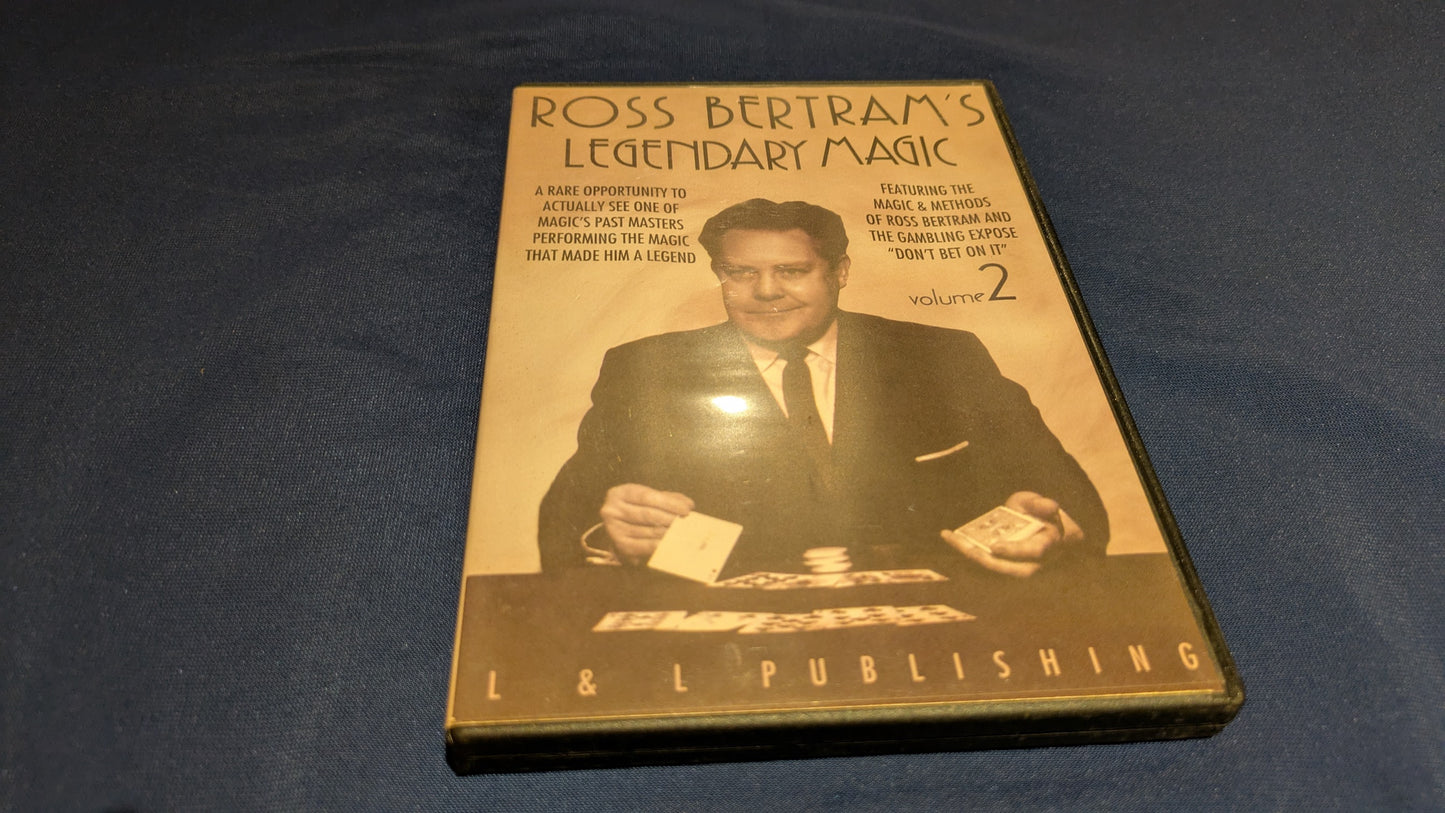 ROSS BERTRAM'S
LEGENDARY MAGIC
A RARE OPPORTUNITY TO
ACTUALLY SEE ONE OF
MAGIC'S PAST MASTERS
PERFORMING THE MAGIC
THAT MADE HIM A LEGEND
FEATURING THE
MAGIC & METHODS
OF ROSS BERTRAM AND
THE GAMBLING EXPOSE
"DON'T BET ON IT"
volume 2
L & L PUBLISHING